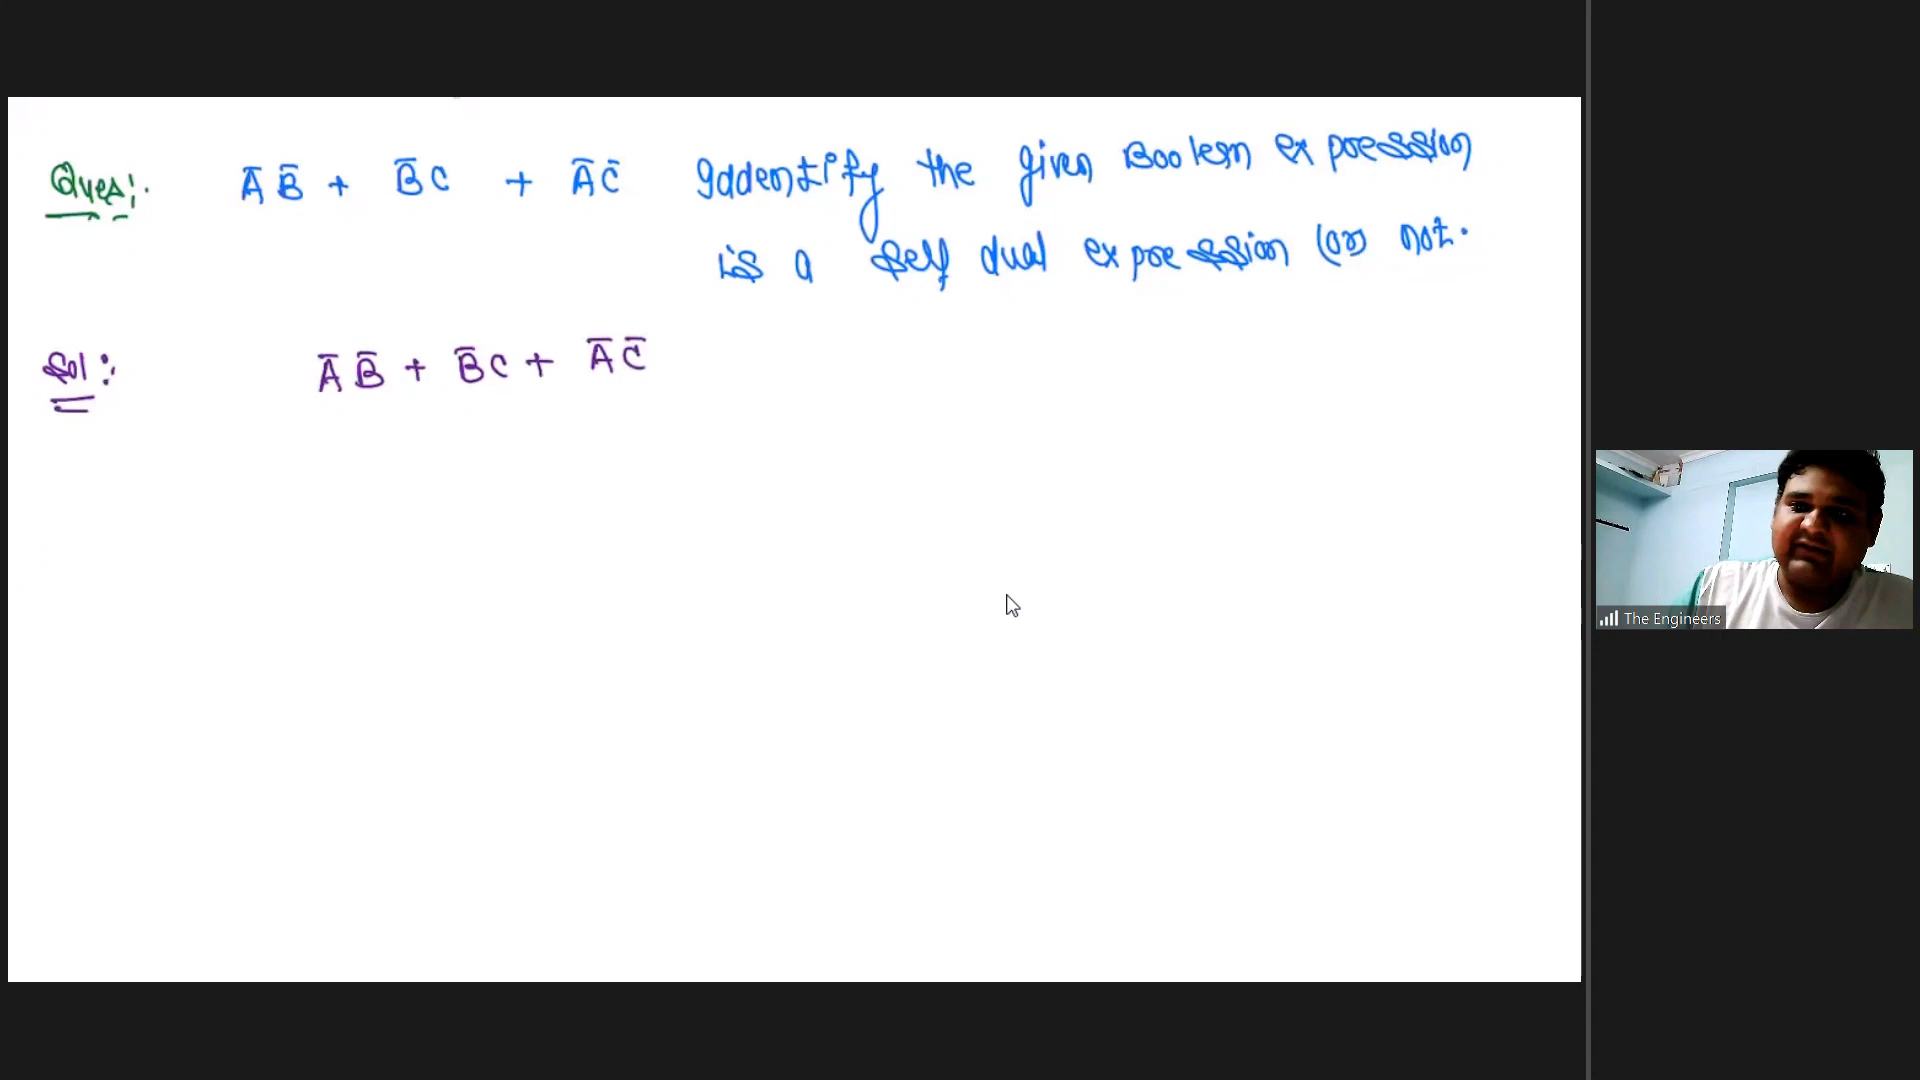 Ques:. A̅ B̅ + B̅ C + A̅ C̅ Iddentify the given Boolean expression
is a self dual expression (or) not.
Sol: A̅ B̅ + B̅ C + A̅ C̅
The Engineers